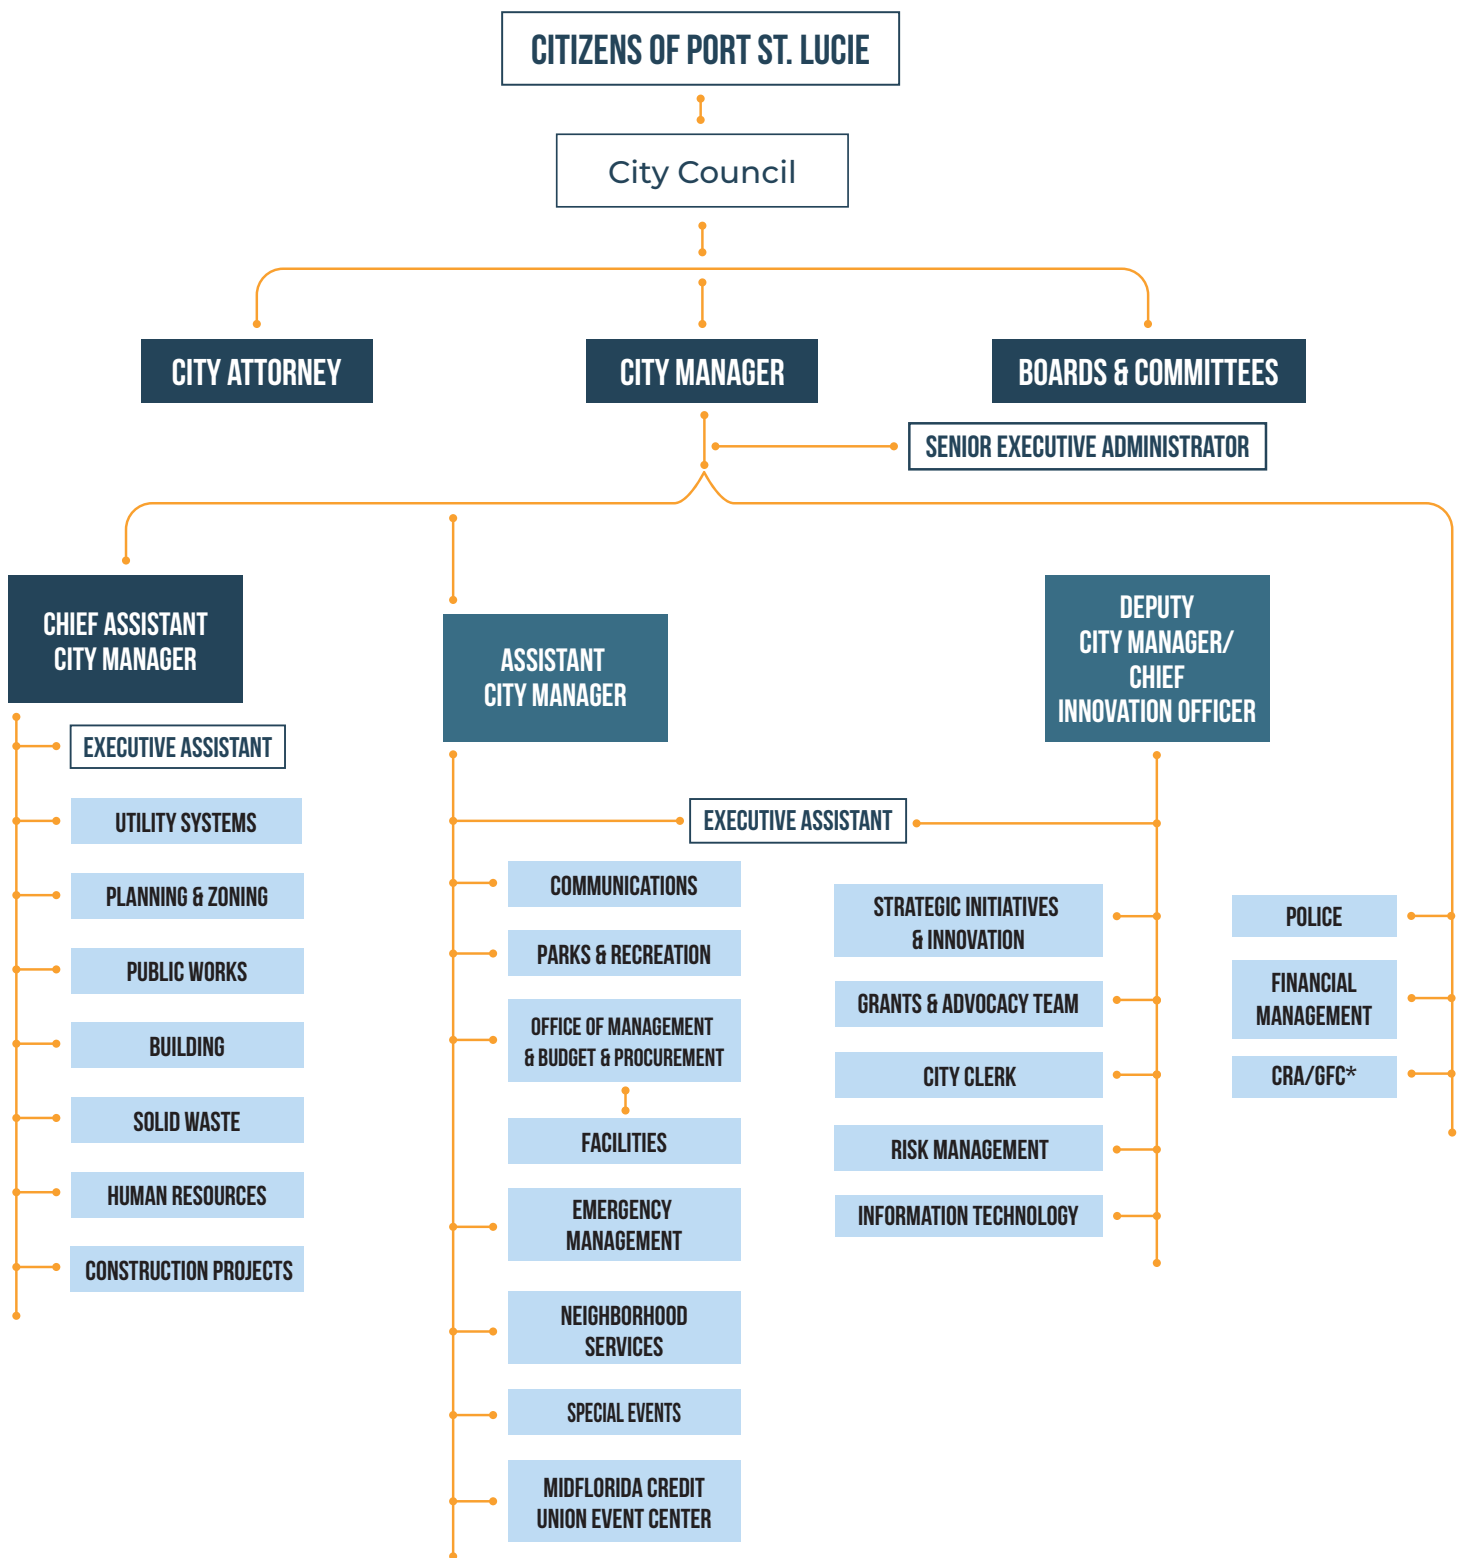 CITIZENS OF PORT ST. LUCIE
City Council
CITY ATTORNEY
CITY MANAGER
BOARDS & COMMITTEES
SENIOR EXECUTIVE ADMINISTRATOR
CHIEF ASSISTANT
CITY MANAGER
EXECUTIVE ASSISTANT
UTILITY SYSTEMS
PLANNING & ZONING
PUBLIC WORKS
BUILDING
SOLID WASTE
HUMAN RESOURCES
CONSTRUCTION PROJECTS
ASSISTANT
CITY MANAGER
EXECUTIVE ASSISTANT
COMMUNICATIONS
PARKS & RECREATION
OFFICE OF MANAGEMENT
& BUDGET & PROCUREMENT
FACILITIES
EMERGENCY
MANAGEMENT
NEIGHBORHOOD
SERVICES
SPECIAL EVENTS
MIDFLORIDA CREDIT
UNION EVENT CENTER
DEPUTY
CITY MANAGER/
CHIEF
INNOVATION OFFICER
STRATEGIC INITIATIVES
& INNOVATION
GRANTS & ADVOCACY TEAM
CITY CLERK
RISK MANAGEMENT
INFORMATION TECHNOLOGY
POLICE
FINANCIAL
MANAGEMENT
CRA/GFC*